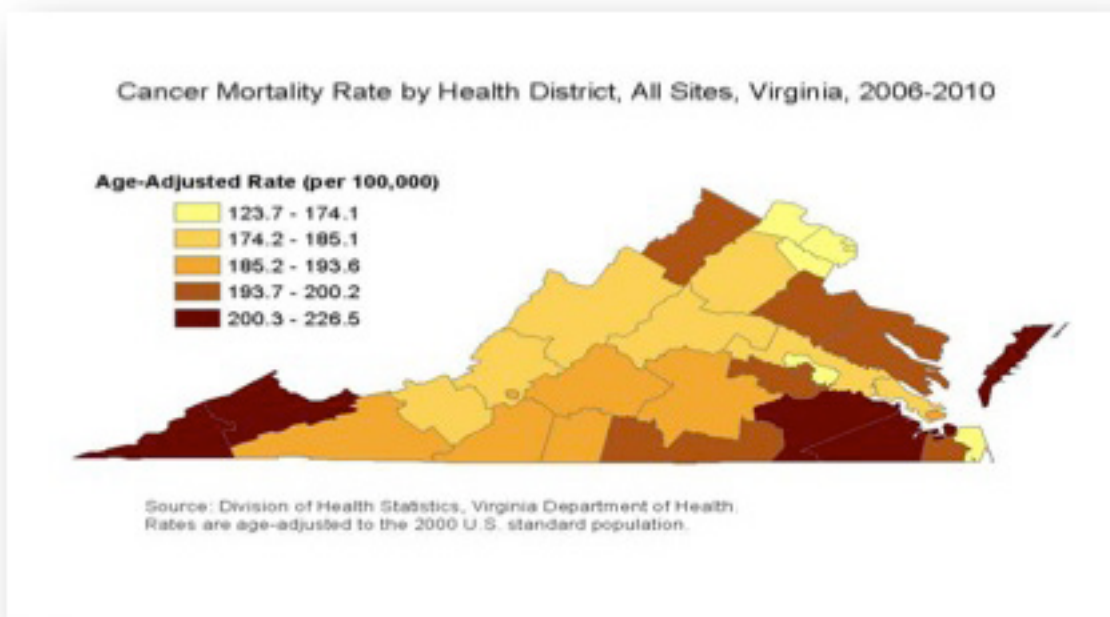 Cancer Mortality Rate by Health District, All Sites, Virginia, 2006-2010
Age-Adjusted Rate (per 100,000)
123.7 - 174.1
174.2 - 185.1
185.2 - 193.6
193.7 - 200.2
200.3 - 226.5
Source: Division of Health Statistics, Virginia Department of Health.
Rates are age-adjusted to the 2000 U.S. standard population.